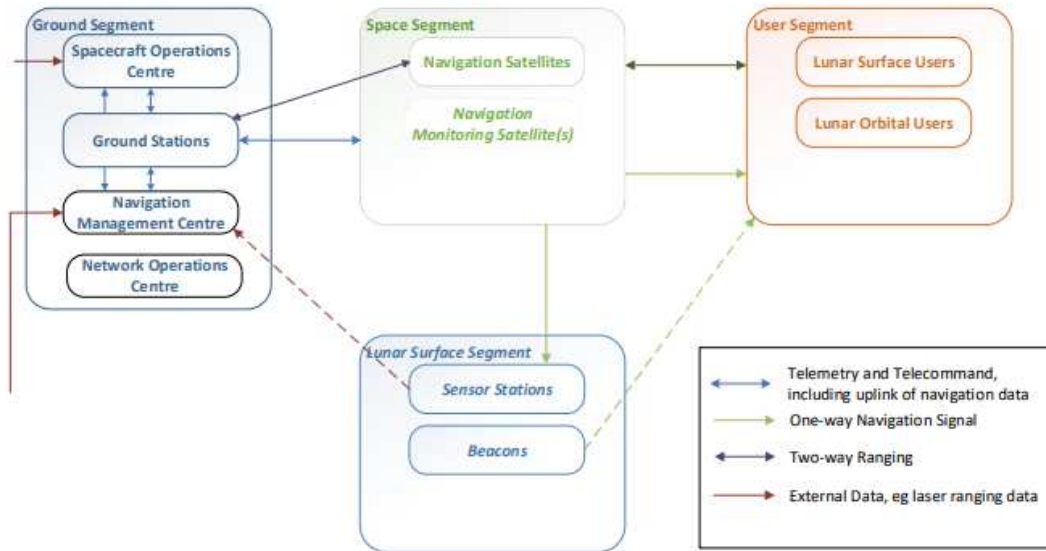 Ground Segment
Spacecraft Operations
Centre
Ground Stations
Navigation
Management Centre
Network Operations
Centre
Space Segment
Navigation Satellites
Navigation
Monitoring Satellite(s)
User Segment
Lunar Surface Users
Lunar Orbital Users
Lunar Surface Segment
Sensor Stations
Beacons
Telemetry and Telecommand,
including uplink of navigation data
One-way Navigation Signal
Two-way Ranging
External Data, eg laser ranging data